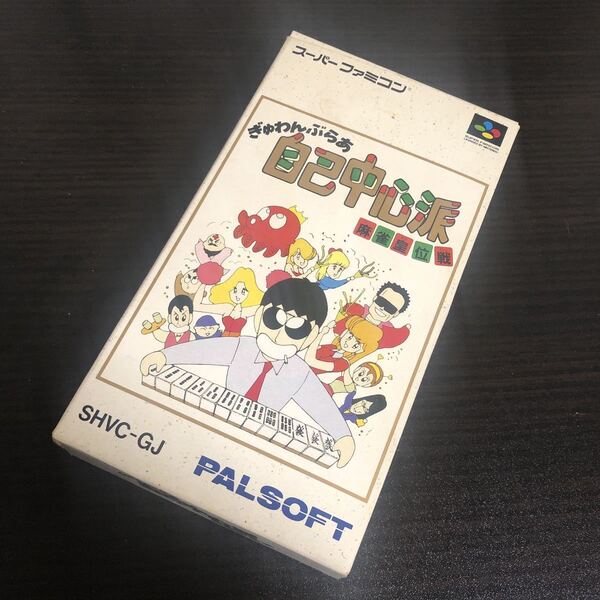 スーパーファミコン®
ぎゅわんぶらあ
自己中心派
麻雀皇位戦
SHVC-GJ
PALSOFT